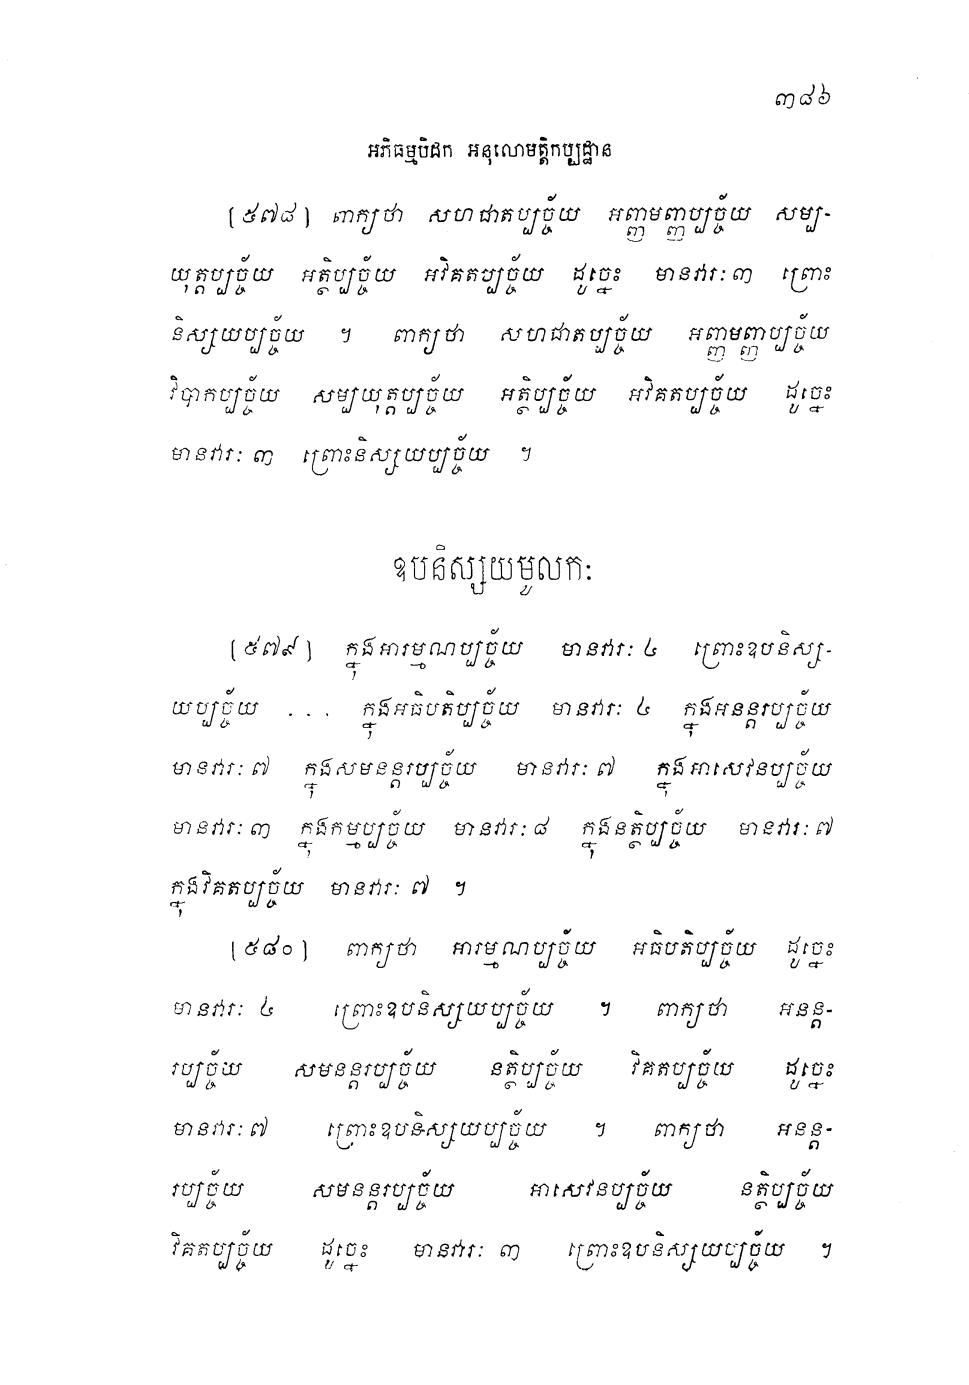 ៣៨៦
អភិធម្មបិដក អនុលោមត្តិកប្បដ្ឋាន
[៥៧៨] ពាក្យថា សហជាតប្បច្ច័យ អញ្ញមញ្ញប្បច្ច័យ សម្ប-
យុត្តប្បច្ច័យ អត្ថិប្បច្ច័យ អវិគតប្បច្ច័យ ដូច្នេះ មានវារៈ ៣ ព្រោះ
និស្សយប្បច្ច័យ ។ ពាក្យថា សហជាតប្បច្ច័យ អញ្ញមញ្ញប្បច្ច័យ
វិបាកប្បច្ច័យ សម្បយុត្តប្បច្ច័យ អត្ថិប្បច្ច័យ អវិគតប្បច្ច័យ ដូច្នេះ
មានវារៈ ៣ ព្រោះនិស្សយប្បច្ច័យ ។
ឧបនិស្សយមូលកៈ
[៥៧៩] ក្នុងអារម្មណប្បច្ច័យ មានវារៈ ៤ ព្រោះឧបនិស្ស-
យប្បច្ច័យ ... ក្នុងអធិបតិប្បច្ច័យ មានវារៈ ៤ ក្នុងអនន្តរប្បច្ច័យ
មានវារៈ ៧ ក្នុងសមនន្តរប្បច្ច័យ មានវារៈ ៧ ក្នុងអាសេវនប្បច្ច័យ
មានវារៈ ៣ ក្នុងកម្មប្បច្ច័យ មានវារៈ ៨ ក្នុងនត្ថិប្បច្ច័យ មានវារៈ ៧
ក្នុងវិគតប្បច្ច័យ មានវារៈ ៧ ។
[៥៨០] ពាក្យថា អារម្មណប្បច្ច័យ អធិបតិប្បច្ច័យ ដូច្នេះ
មានវារៈ ៤ ព្រោះឧបនិស្សយប្បច្ច័យ ។ ពាក្យថា អនន្ត-
រប្បច្ច័យ សមនន្តរប្បច្ច័យ នត្ថិប្បច្ច័យ វិគតប្បច្ច័យ ដូច្នេះ
មានវារៈ ៧ ព្រោះឧបនិស្សយប្បច្ច័យ ។ ពាក្យថា អនន្ត-
រប្បច្ច័យ សមនន្តរប្បច្ច័យ អាសេវនប្បច្ច័យ នត្ថិប្បច្ច័យ
វិគតប្បច្ច័យ ដូច្នេះ មានវារៈ ៣ ព្រោះឧបនិស្សយប្បច្ច័យ ។